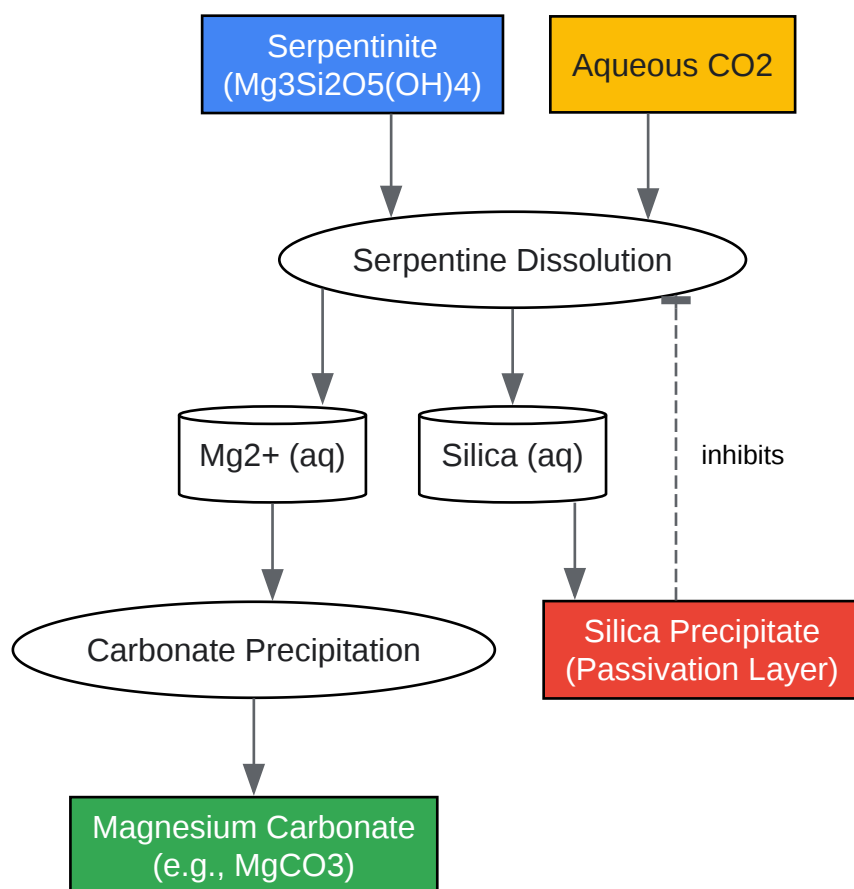 Serpentinite
(Mg3Si2O5(OH)4)
Aqueous CO2
Serpentine Dissolution
Mg2+ (aq)
Silica (aq)
inhibits
Carbonate Precipitation
Silica Precipitate
(Passivation Layer)
Magnesium Carbonate
(e.g., MgCO3)